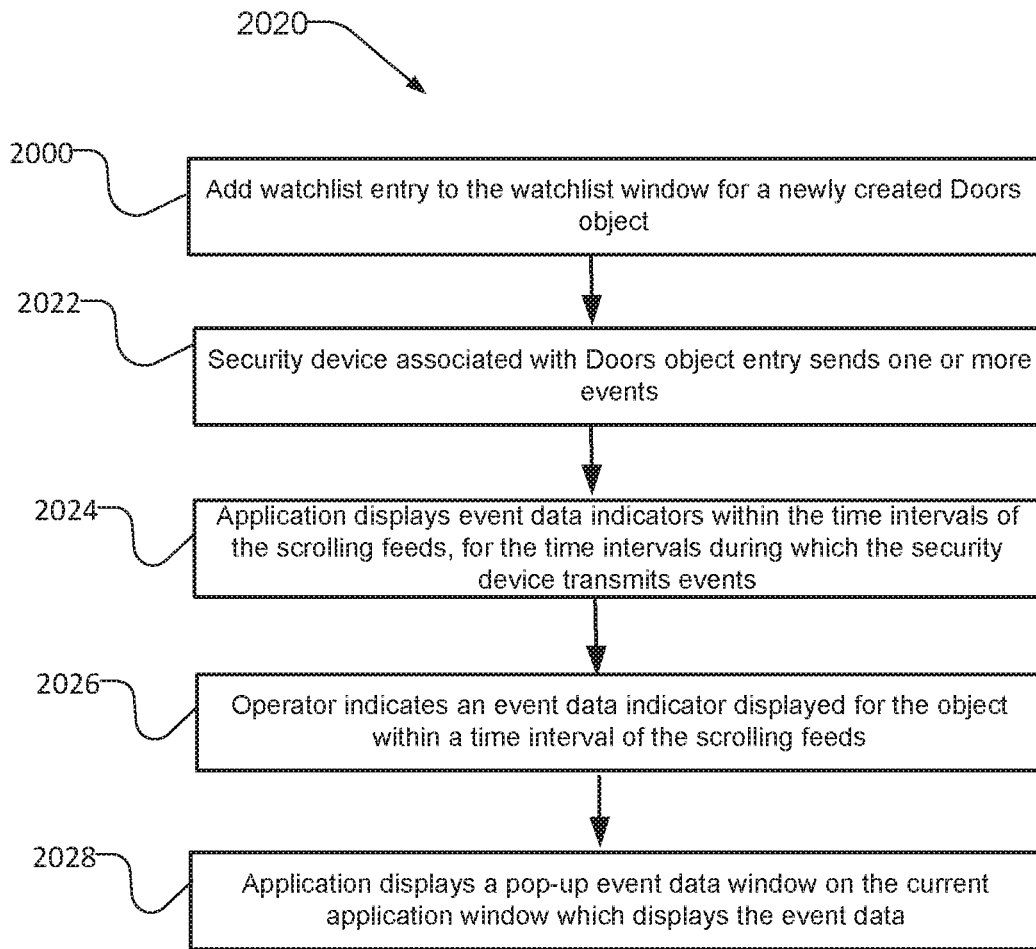 2020
2000
Add watchlist entry to the watchlist window for a newly created Doors
object
2022
Security device associated with Doors object entry sends one or more
events
2024
Application displays event data indicators within the time intervals of
the scrolling feeds, for the time intervals during which the security
device transmits events
2026
Operator indicates an event data indicator displayed for the object
within a time interval of the scrolling feeds
2028
Application displays a pop-up event data window on the current
application window which displays the event data